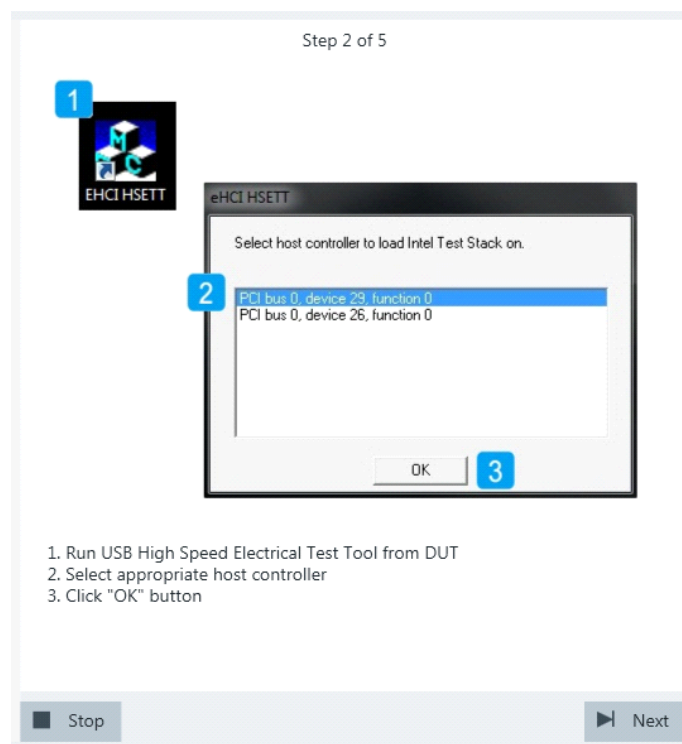 Step 2 of 5
1
M
C
EHCI HSETT
eHCI HSETT
Select host controller to load Intel Test Stack on.
2
PCI bus 0, device 29, function 0
PCI bus 0, device 26, function 0
OK
3
1. Run USB High Speed Electrical Test Tool from DUT
2. Select appropriate host controller
3. Click "OK" button
Stop
Next